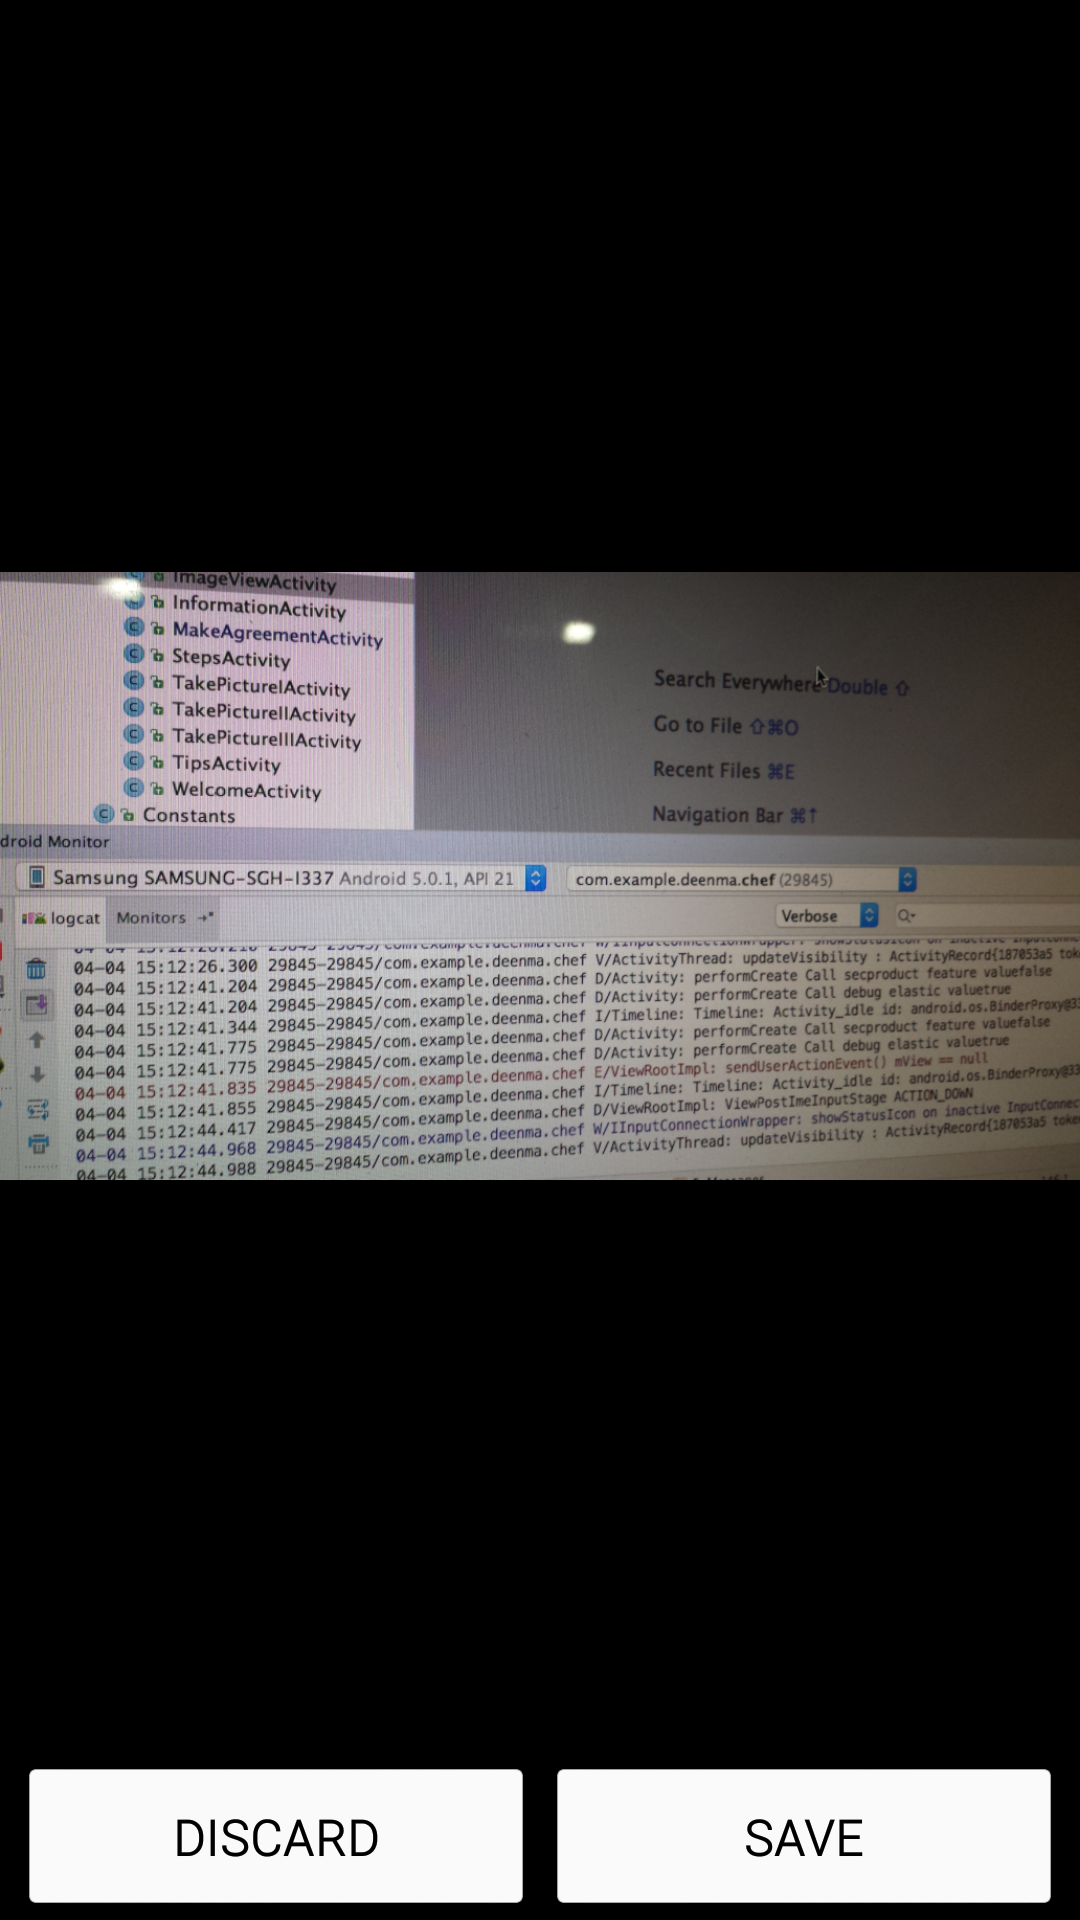 ImageViewActivity
InformationActivity
MakeAgreementActivity
StepsActivity
TakePictureIActivity
TakePictureIIActivity
TakePictureIIIActivity
TipsActivity
WelcomeActivity
Constants
Search Everywhere Double ⇧
Go to File ⇧⌘O
Recent Files ⌘E
Navigation Bar ⌘↑
droid Monitor
Samsung SAMSUNG-SGH-I337 Android 5.0.1, API 21
com.example.deenma.chef (29845)
logcat
Monitors
Verbose
04-04 15:12:26.300 29845-29845/com.example.deenma.chef V/ActivityThread: updateVisibility : ActivityRecord{187053a5 tok
04-04 15:12:41.204 29845-29845/com.example.deenma.chef D/Activity: performCreate Call secproduct feature valuefalse
04-04 15:12:41.204 29845-29845/com.example.deenma.chef D/Activity: performCreate Call debug elastic valuetrue
04-04 15:12:41.344 29845-29845/com.example.deenma.chef I/Timeline: Timeline: Activity_idle id: android.os.BinderProxy@3
04-04 15:12:41.775 29845-29845/com.example.deenma.chef D/Activity: performCreate Call secproduct feature valuefalse
04-04 15:12:41.775 29845-29845/com.example.deenma.chef D/Activity: performCreate Call debug elastic valuetrue
04-04 15:12:41.835 29845-29845/com.example.deenma.chef E/ViewRootImpl: sendUserActionEvent() mView == null
04-04 15:12:41.855 29845-29845/com.example.deenma.chef I/Timeline: Timeline: Activity_idle id: android.os.BinderProxy@33
04-04 15:12:44.417 29845-29845/com.example.deenma.chef D/ViewRootImpl: ViewPostImeInputStage ACTION_DOWN
04-04 15:12:44.968 29845-29845/com.example.deenma.chef W/IInputConnectionWrapper: showStatusIcon on inactive InputConnec
04-04 15:12:44.988 29845-29845/com.example.deenma.chef V/ActivityThread: updateVisibility : ActivityRecord{187053a5 toke
DISCARD
SAVE